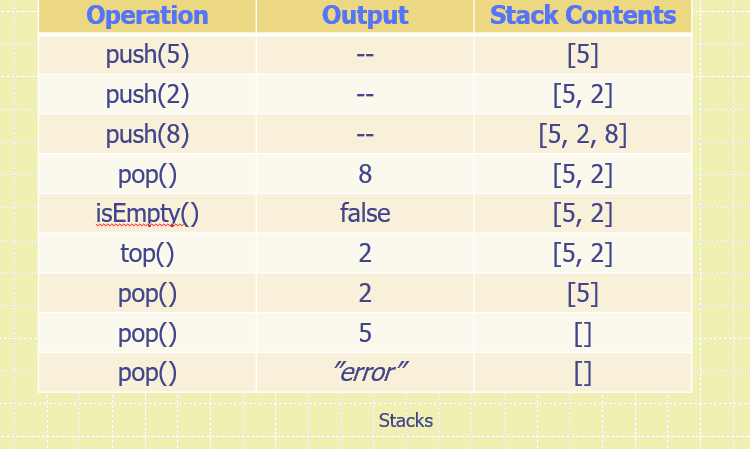 Operation Output Stack Contents
push(5) -- [5]
push(2) -- [5, 2]
push(8) -- [5, 2, 8]
pop() 8 [5, 2]
isEmpty() false [5, 2]
top() 2 [5, 2]
pop() 2 [5]
pop() 5 []
pop() ″error″ []
Stacks